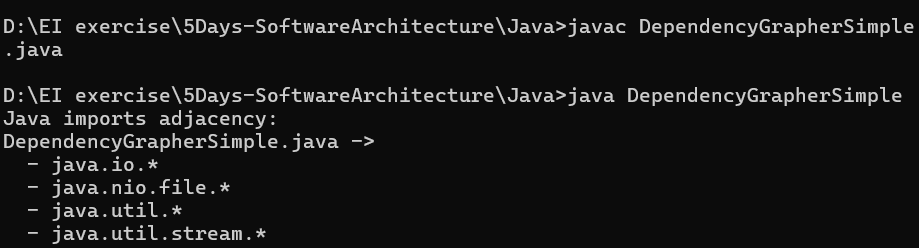 D:\EI exercise\5Days-SoftwareArchitecture\Java>javac DependencyGrapherSimple
.java
D:\EI exercise\5Days-SoftwareArchitecture\Java>java DependencyGrapherSimple
Java imports adjacency:
DependencyGrapherSimple.java ->
  - java.io.*
  - java.nio.file.*
  - java.util.*
  - java.util.stream.*